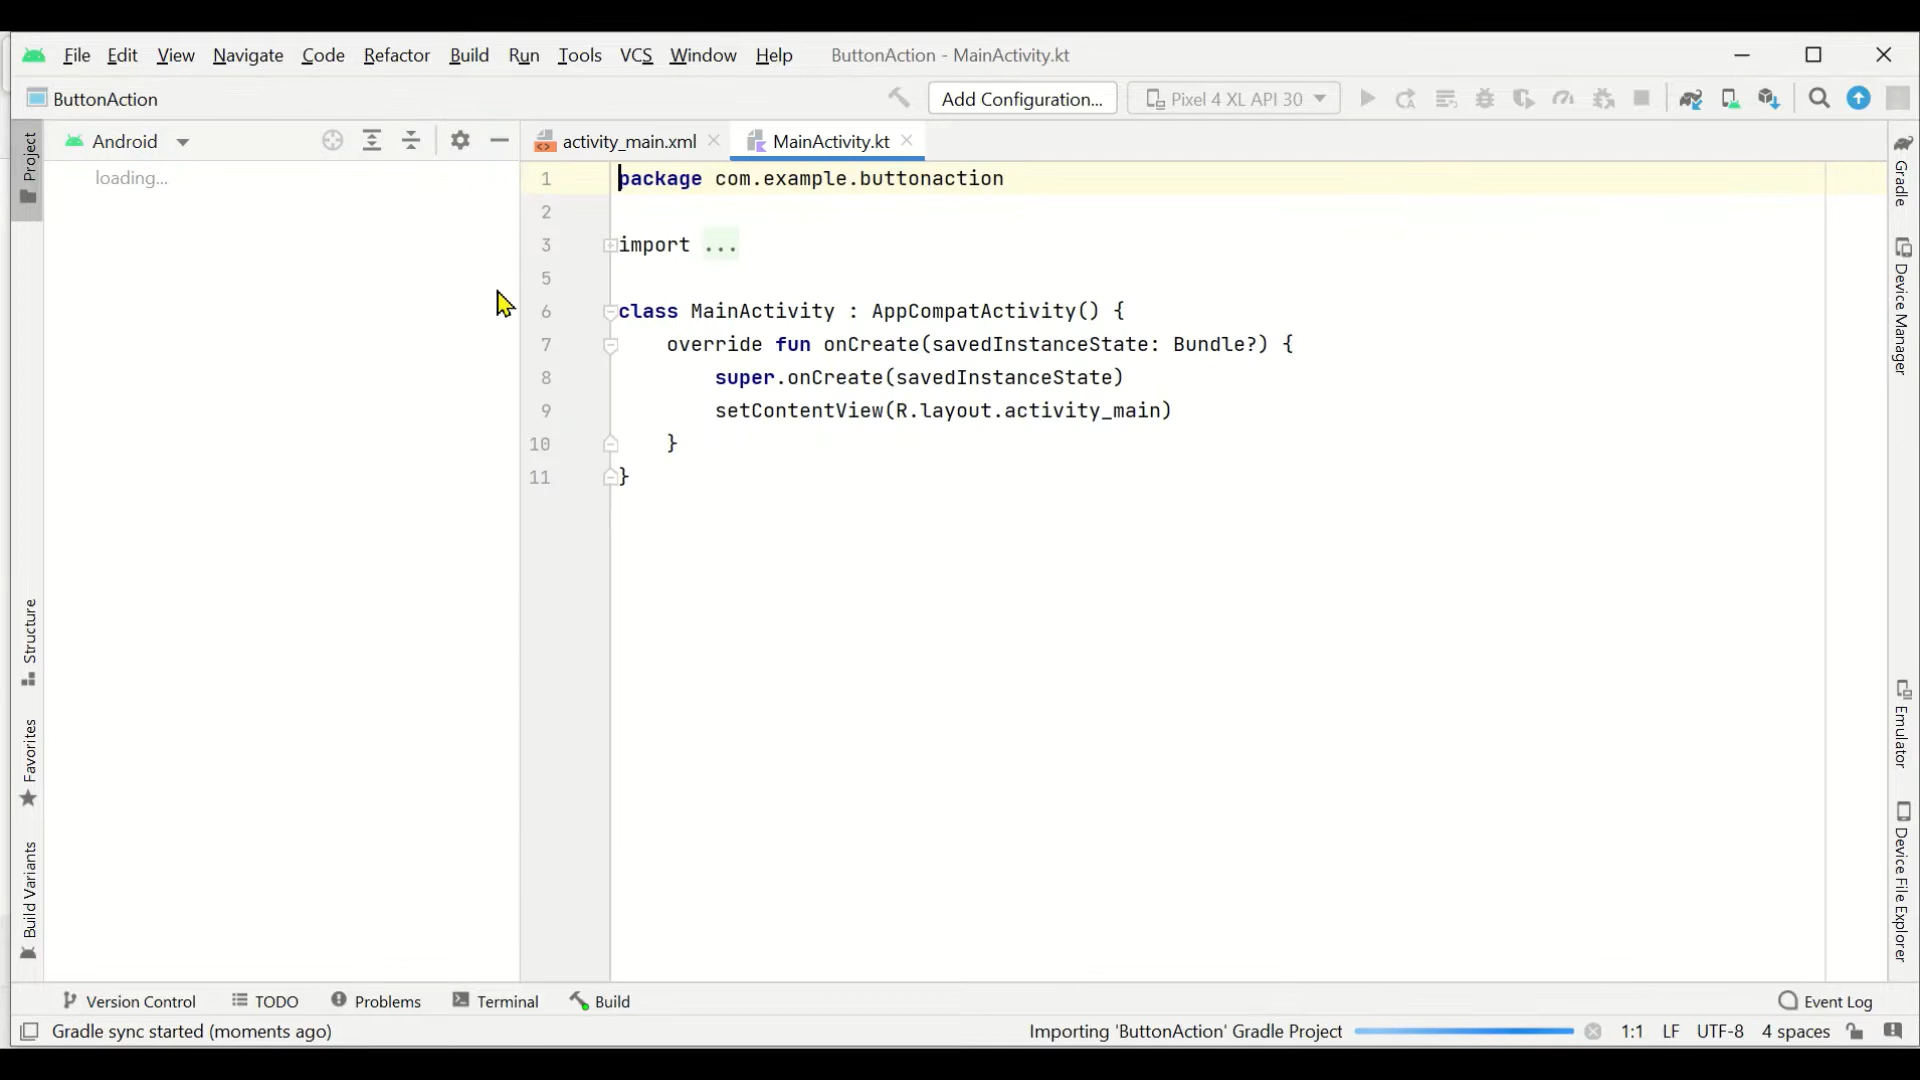 File Edit View Navigate Code Refactor Build Run Tools VCS Window Help ButtonAction - MainActivity.kt
ButtonAction Add Configuration... Pixel 4 XL API 30
Project Android activity_main.xml MainActivity.kt
loading...
1 package com.example.buttonaction
2
3 import ...
5
6 class MainActivity : AppCompatActivity() {
7 override fun onCreate(savedInstanceState: Bundle?) {
8 super.onCreate(savedInstanceState)
9 setContentView(R.layout.activity_main)
10 }
11 }
Structure
Favorites
Build Variants
Gradle
Device Manager
Emulator
Device File Explorer
Version Control TODO Problems Terminal Build Event Log
Gradle sync started (moments ago) Importing 'ButtonAction' Gradle Project 1:1 LF UTF-8 4 spaces